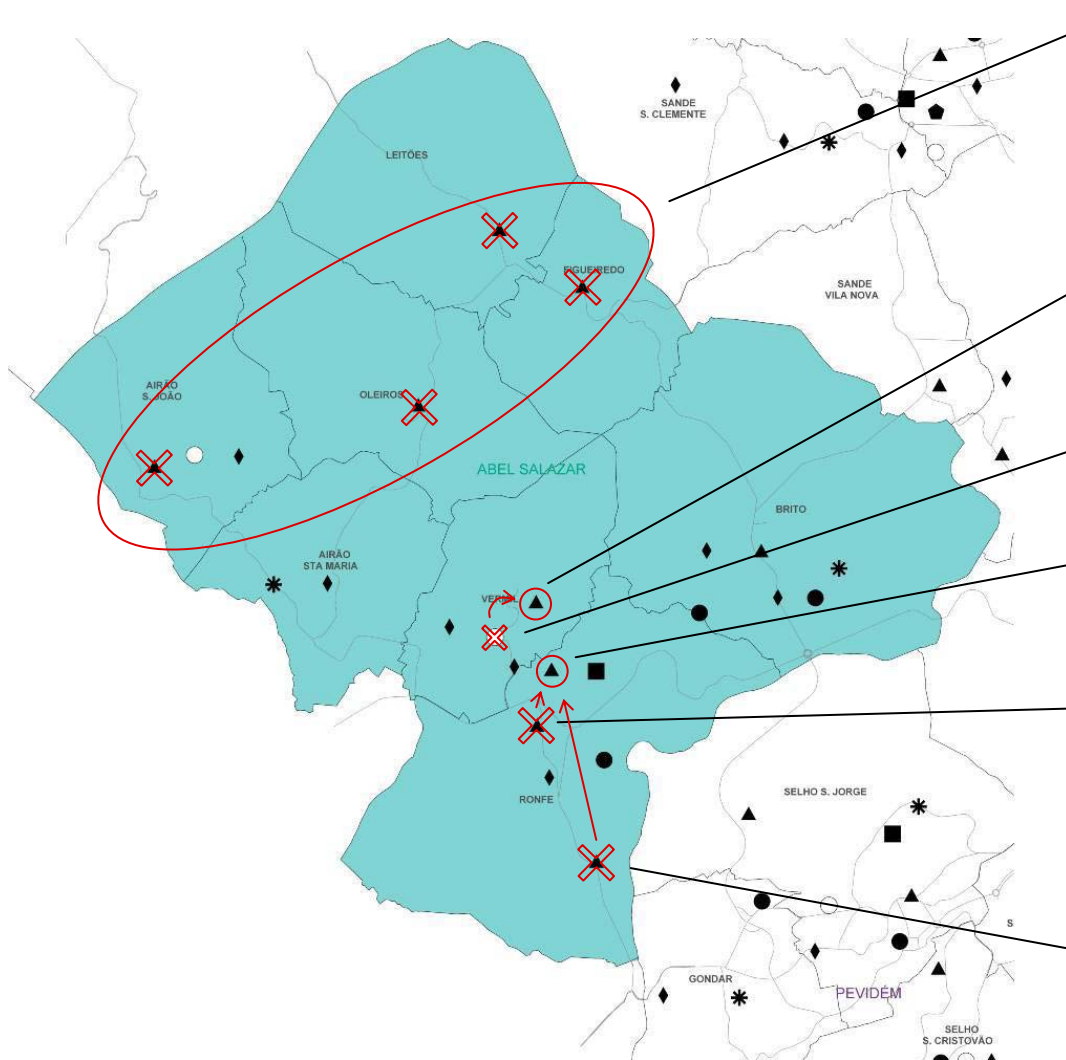 SANDE
S. CLEMENTE
LEITÕES
FIGUEIREDO
SANDE
VILA NOVA
AIRÃO
S. JOÃO
OLEIROS
ABEL SALAZAR
BRITO
AIRÃO
STA MARIA
SELHO S. JORGE
RONFE
S
GONDAR
PEVIDÉM
SELHO
S. CRISTOVÃO